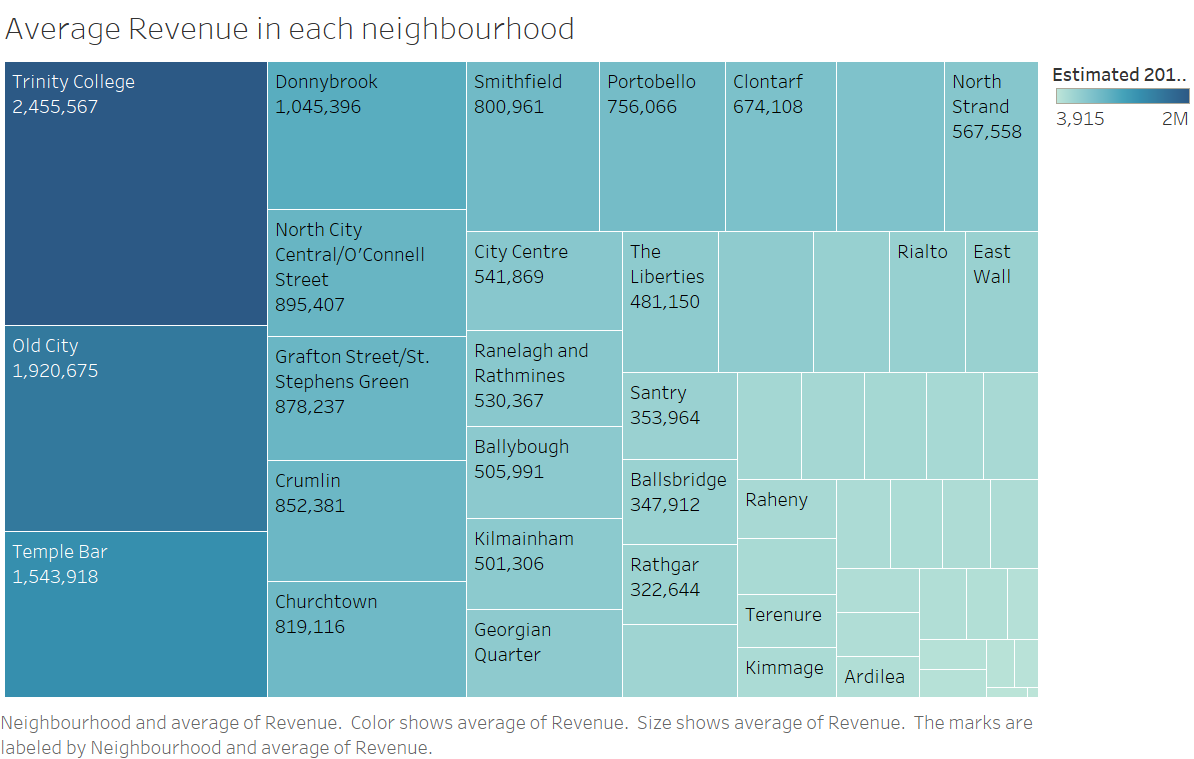 Average Revenue in each neighbourhood
Trinity College
2,455,567
Old City
1,920,675
Temple Bar
1,543,918
Donnybrook
1,045,396
North City
Central/O'Connell
Street
895,407
Grafton Street/St.
Stephens Green
878,237
Crumlin
852,381
Churchtown
819,116
Smithfield
800,961
Portobello
756,066
Clontarf
674,108
North
Strand
567,558
City Centre
541,869
Ranelagh and
Rathmines
530,367
Ballybough
505,991
Kilmainham
501,306
Georgian
Quarter
The
Liberties
481,150
Rialto
East
Wall
Santry
353,964
Ballsbridge
347,912
Rathgar
322,644
Raheny
Terenure
Kimmage
Ardilea
Estimated 201..
3,915 2M
Neighbourhood and average of Revenue. Color shows average of Revenue. Size shows average of Revenue. The marks are
labeled by Neighbourhood and average of Revenue.